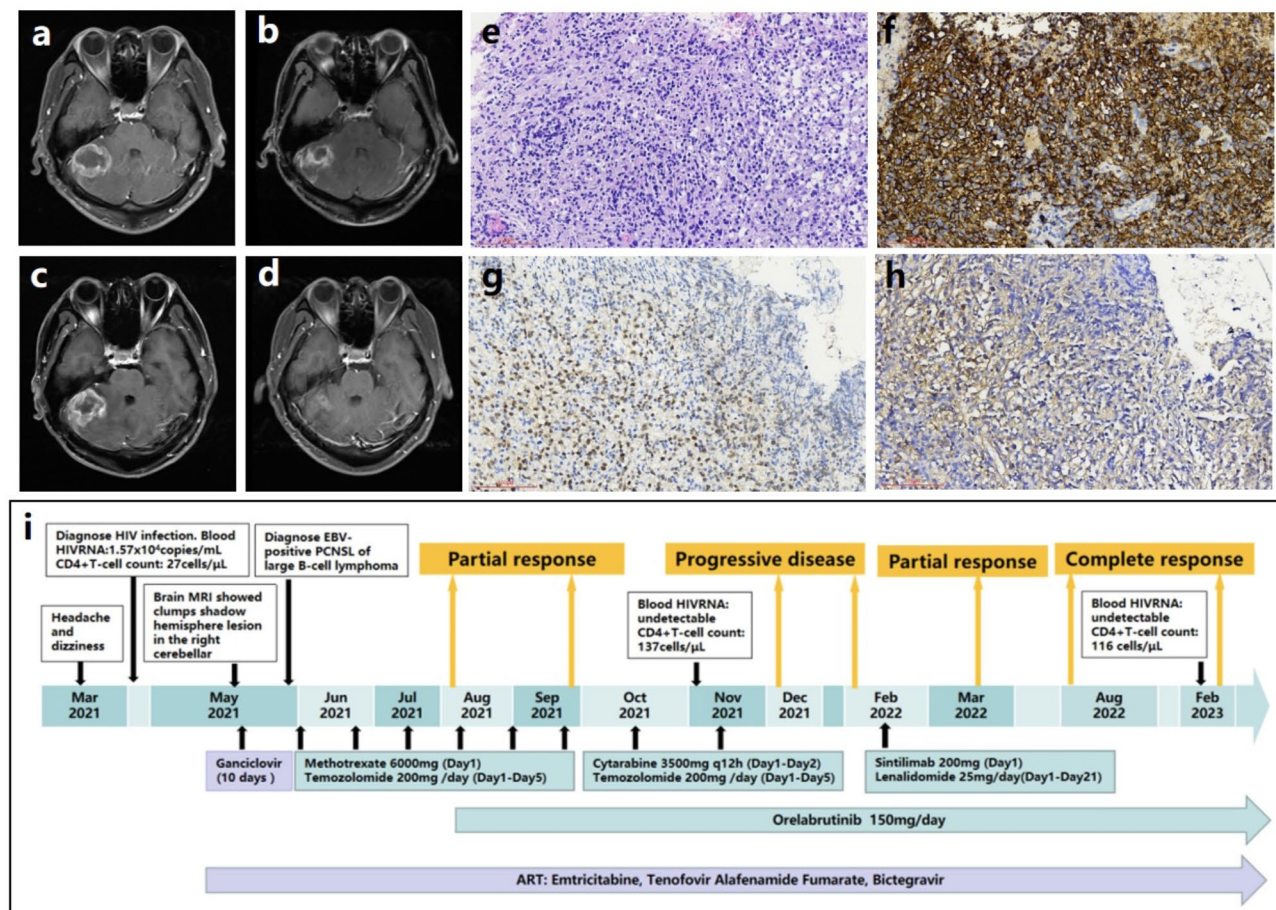 a
b
c
d
e
f
g
h
i
Diagnose HIV infection. Blood
HIVRNA:1.57x10⁴copies/mL
CD4+T-cell count: 27cells/μL
Diagnose EBV-
positive PCNSL of
large B-cell lymphoma
Partial response
Progressive disease
Partial response
Complete response
Headache
and
dizziness
Brain MRI showed
clumps shadow
hemisphere lesion
in the right
cerebellar
Blood HIVRNA:
undetectable
CD4+T-cell count:
137cells/μL
Blood HIVRNA:
undetectable
CD4+T-cell count:
116 cells/μL
Mar
2021
May
2021
Jun
2021
Jul
2021
Aug
2021
Sep
2021
Oct
2021
Nov
2021
Dec
2021
Feb
2022
Mar
2022
Aug
2022
Feb
2023
Ganciclovir
(10 days )
Methotrexate 6000mg (Day1)
Temozolomide 200mg /day (Day1-Day5)
Cytarabine 3500mg q12h (Day1-Day2)
Temozolomide 200mg /day (Day1-Day5)
Sintilimab 200mg (Day1)
Lenalidomide 25mg/day(Day1-Day21)
Orelabrutinib 150mg/day
ART: Emtricitabine, Tenofovir Alafenamide Fumarate, Bictegravir